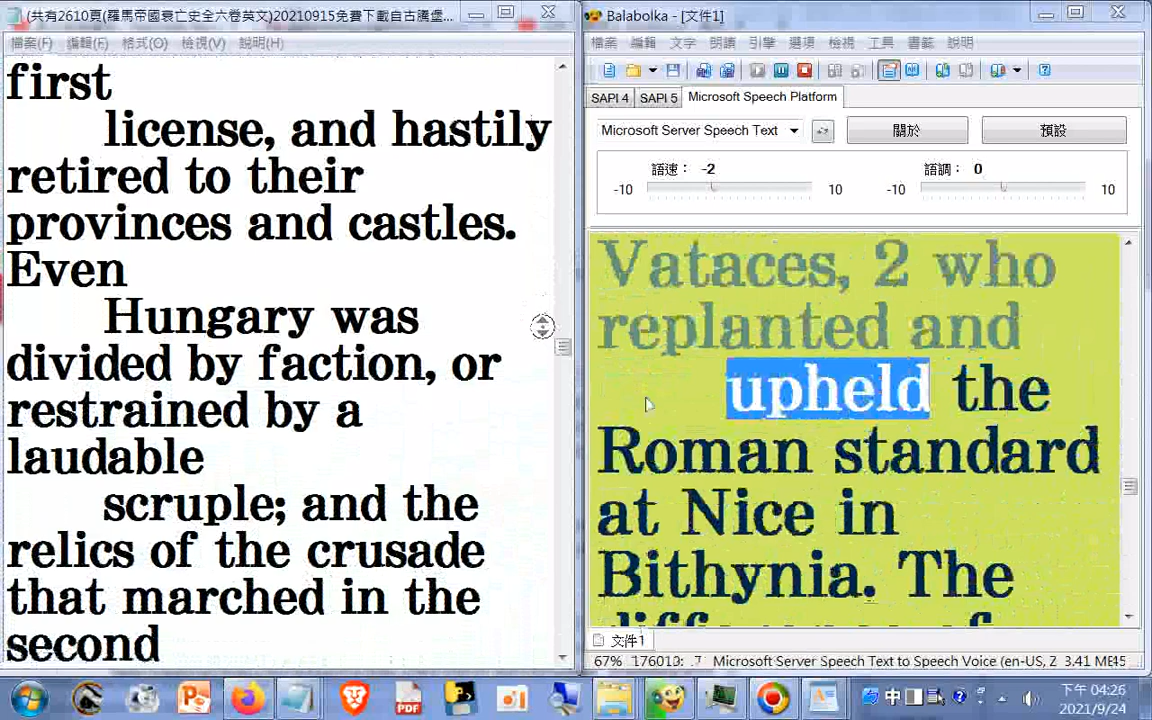 (共有2610頁(羅馬帝國衰亡史全六卷英文)20210915免費下載自古騰堡...
檔案(F) 編輯(E) 格式(O) 檢視(V) 說明(H)
first
license, and hastily
retired to their
provinces and castles.
Even
Hungary was
divided by faction, or
restrained by a
laudable
scruple; and the
relics of the crusade
that marched in the
second
Balabolka - [文件1]
檔案 編輯 文字 朗讀 引擎 選項 檢視 工具 書籤 說明
SAPI 4 SAPI 5 Microsoft Speech Platform
Microsoft Server Speech Text 關於 預設
語速： -2 語調： 0
-10 10 -10 10
Vataces, 2 who
replanted and
upheld the
Roman standard
at Nice in
Bithynia. The
difference of
文件1
67% Microsoft Server Speech Text to Speech Voice (en-US, Z 3.41 ME
中
下午 04:26
2021/9/24